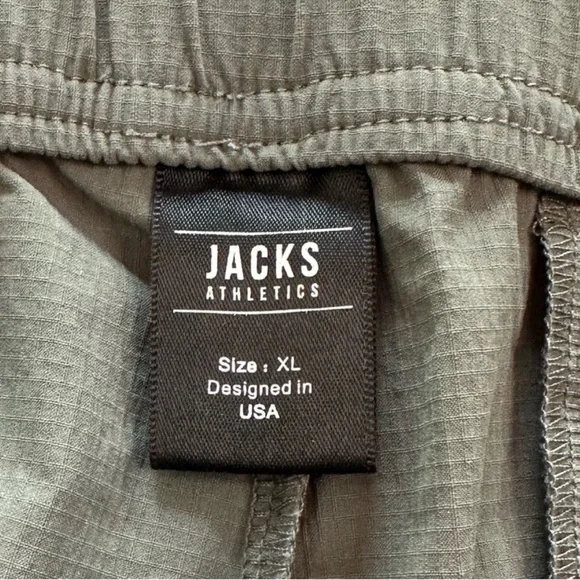 JACKS
ATHLETICS
Size : XL
Designed in
USA